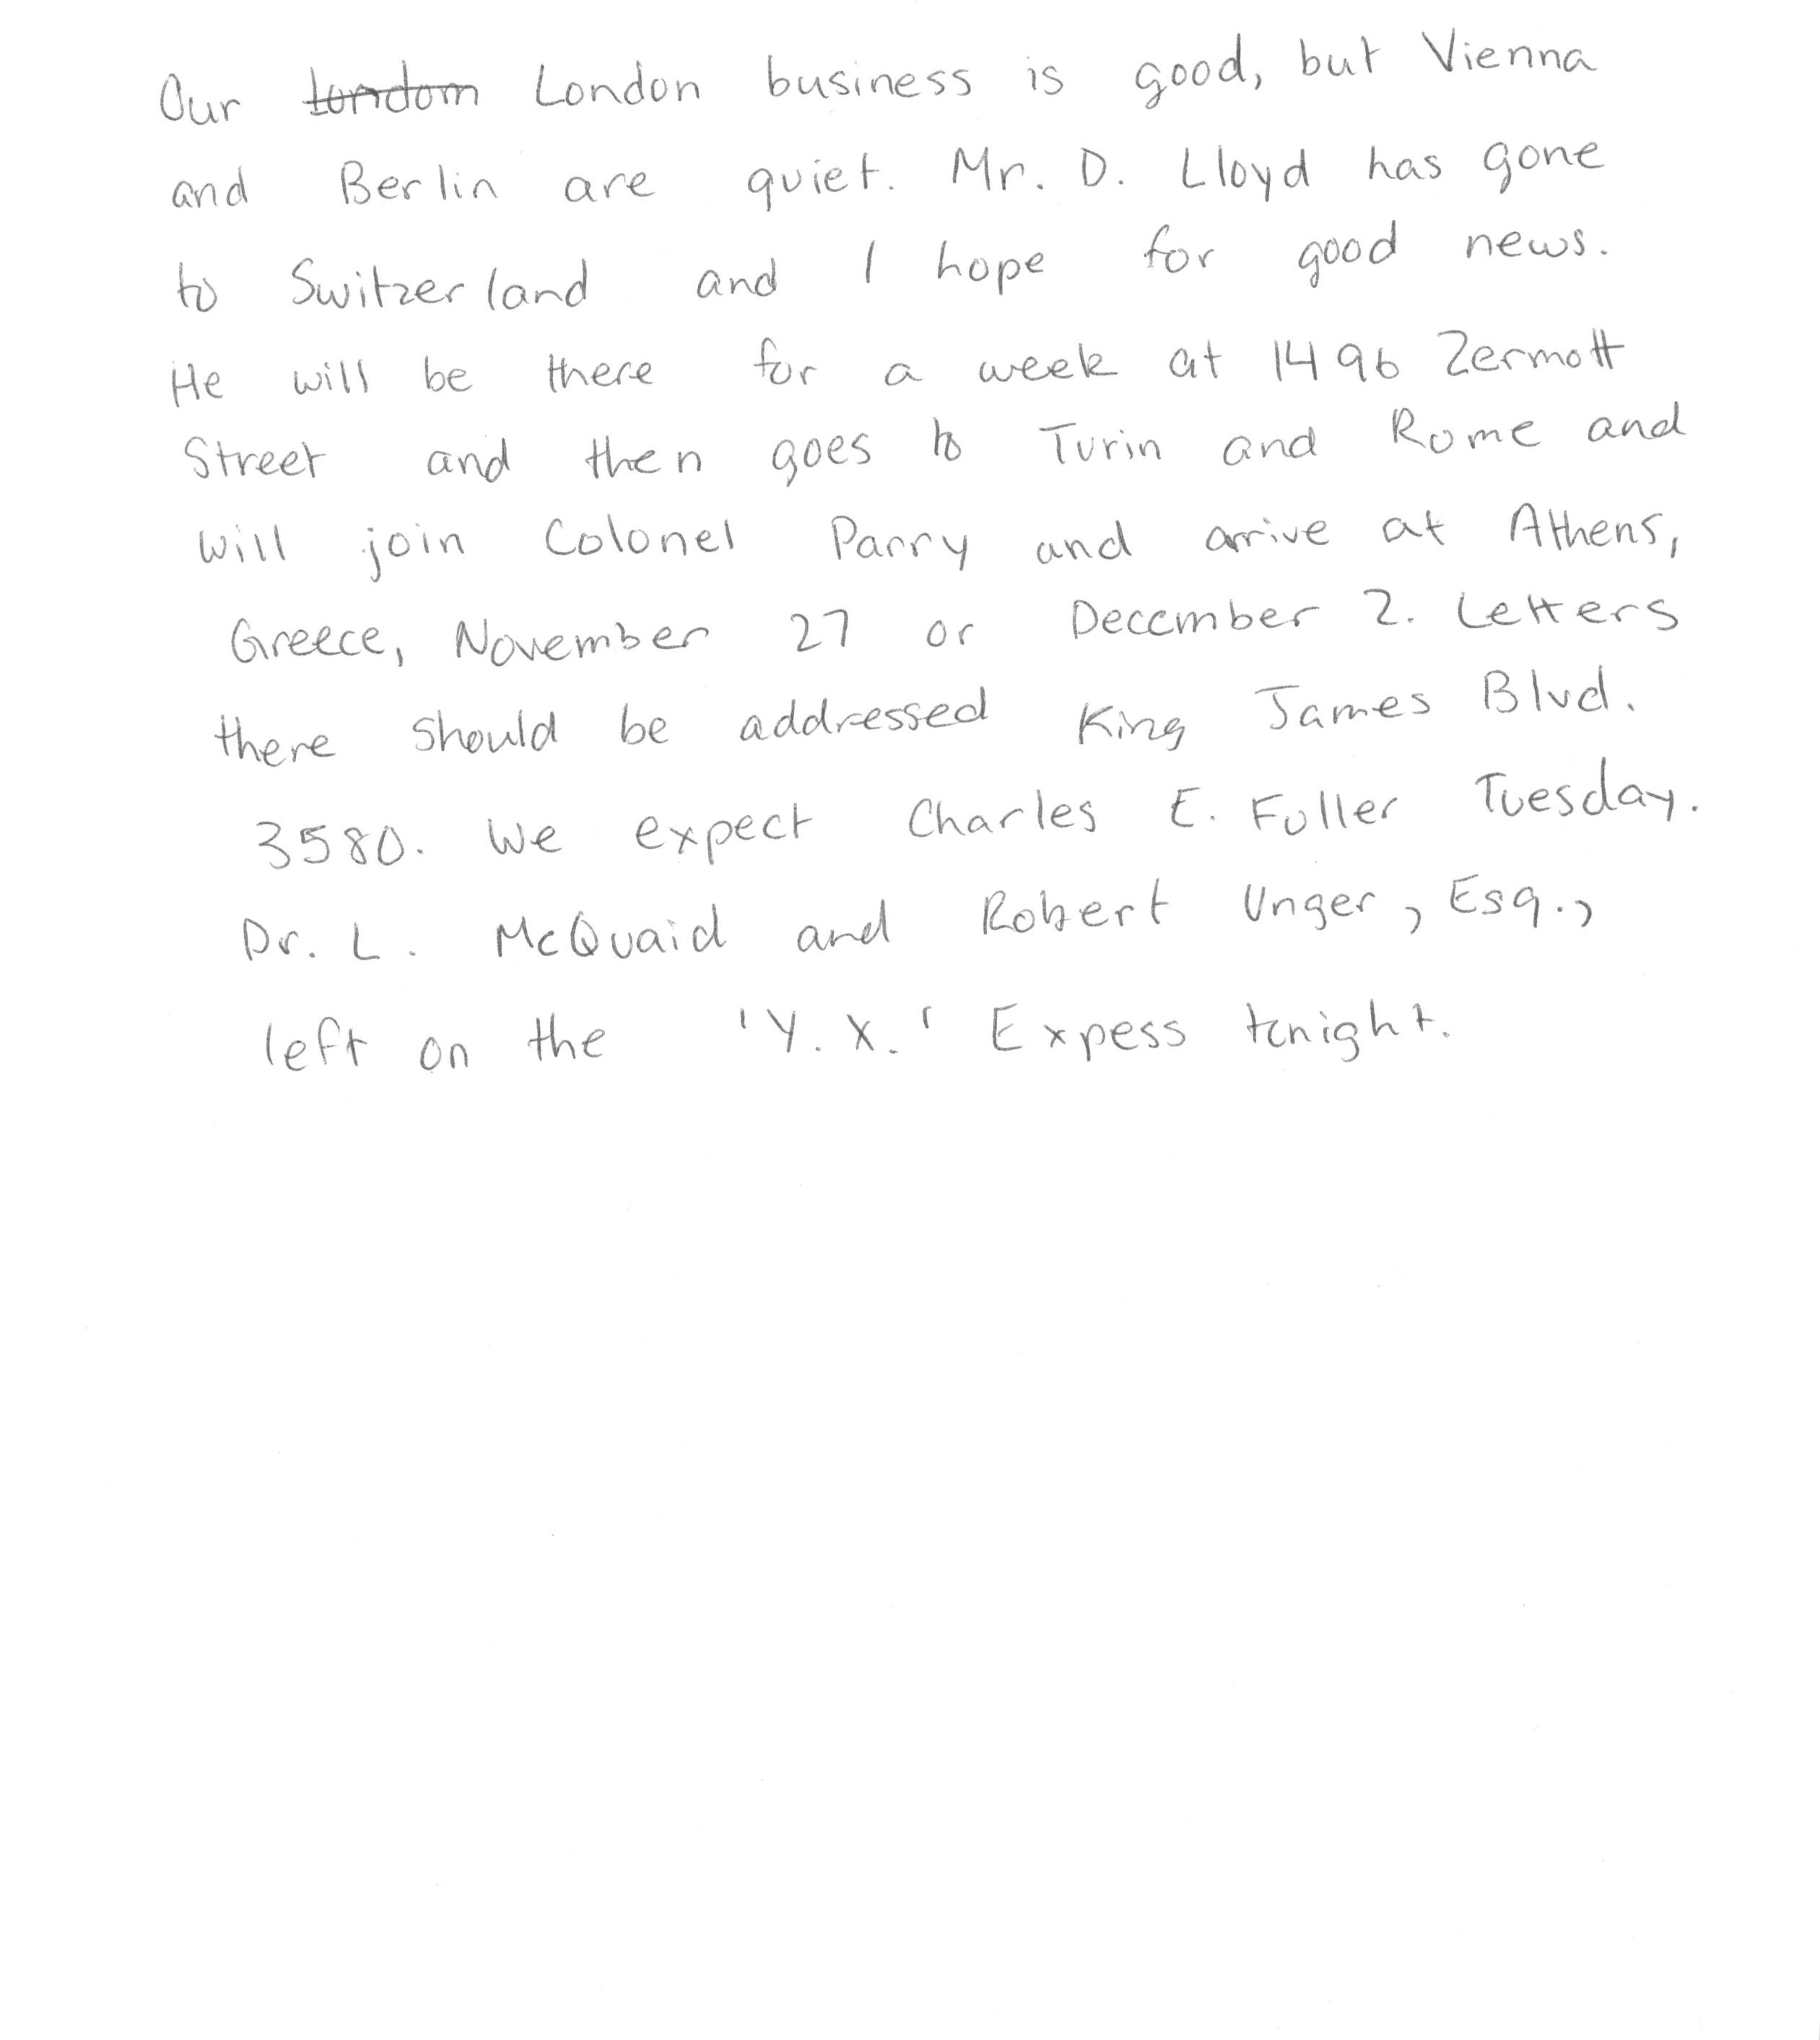 Our londom London business is good, but Vienna
and Berlin are quiet. Mr. D. Lloyd has gone
to Switzerland and I hope for good news.
He will be there for a week at 1496 Zermott
Street and then goes to Turin and Rome and
will join Colonel Parry and arrive at Athens,
Greece, November 27 or December 2. Letters
there should be addressed King James Blvd.
3580. We expect Charles E. Fuller Tuesday.
Dr. L. McQuaid and Robert Unger, Esq.,
left on the 'Y. X.' Expess tonight.